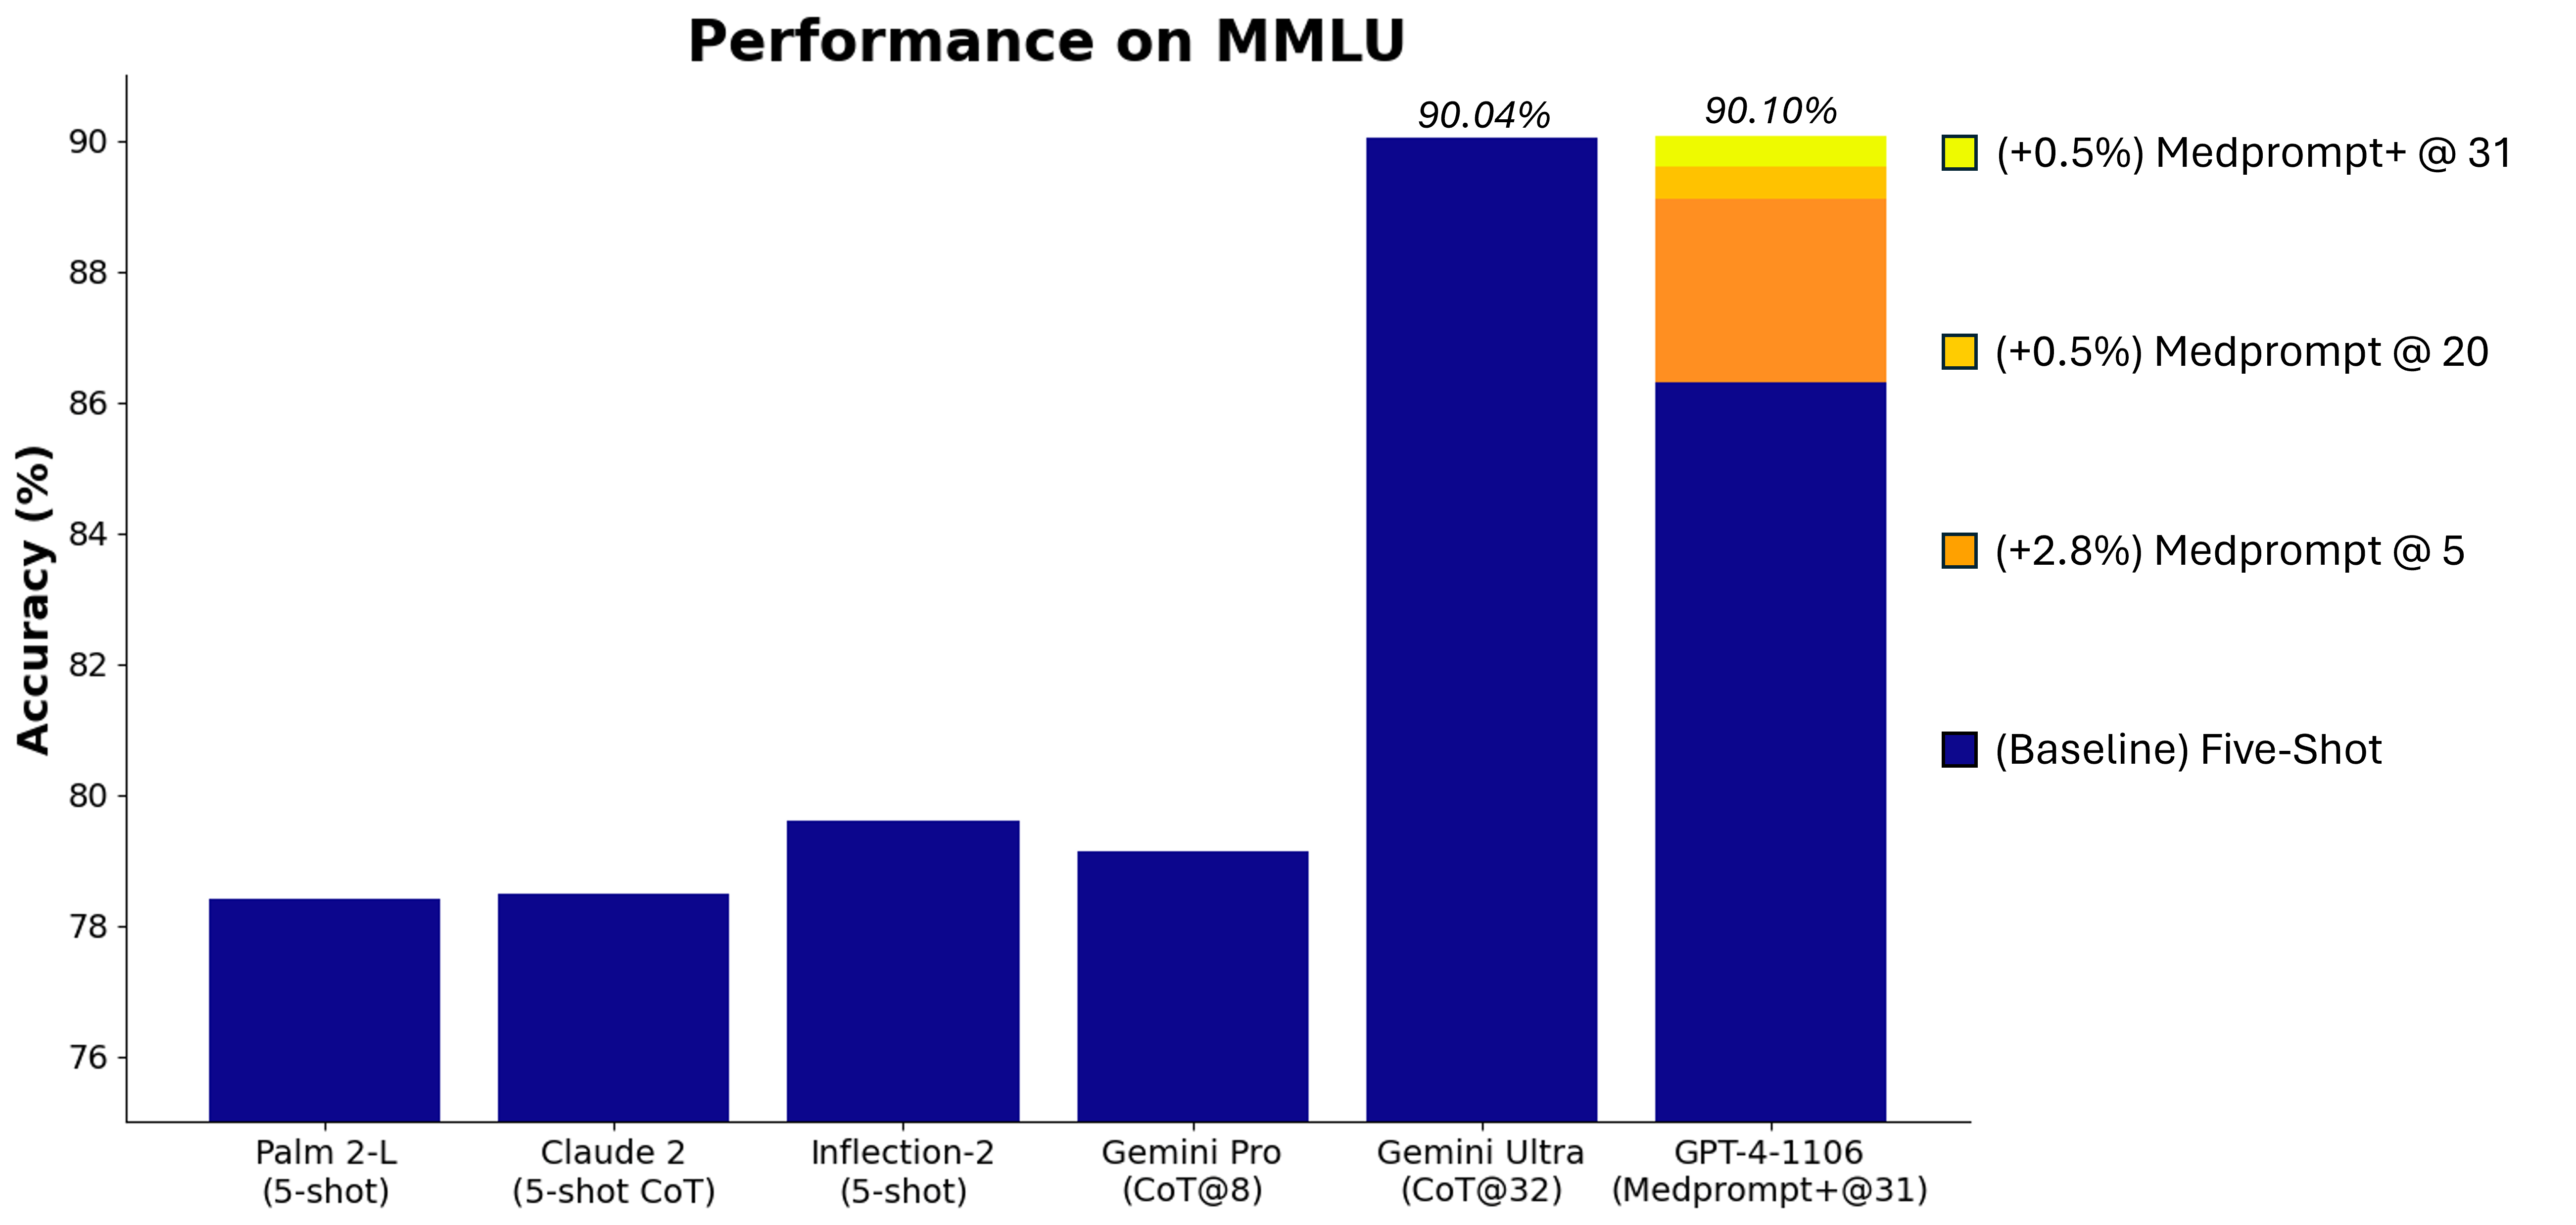 Performance on MMLU
90.04%
90.10%
90
88
86
84
82
80
78
76
Accuracy (%)
Palm 2-L
(5-shot)
Claude 2
(5-shot CoT)
Inflection-2
(5-shot)
Gemini Pro
(CoT@8)
Gemini Ultra
(CoT@32)
GPT-4-1106
(Medprompt+@31)
(+0.5%) Medprompt+ @ 31
(+0.5%) Medprompt @ 20
(+2.8%) Medprompt @ 5
(Baseline) Five-Shot